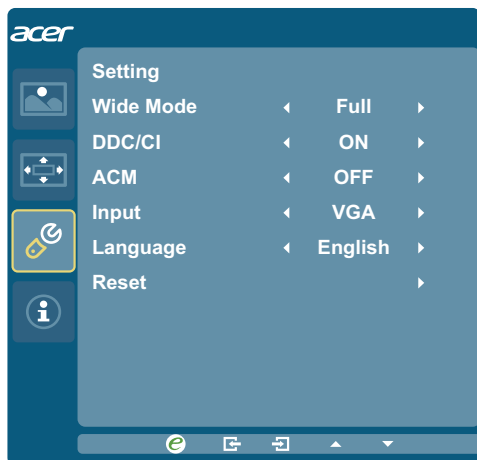 acer
Setting
Wide Mode Full
DDC/CI ON
ACM OFF
Input VGA
Language English
Reset
e